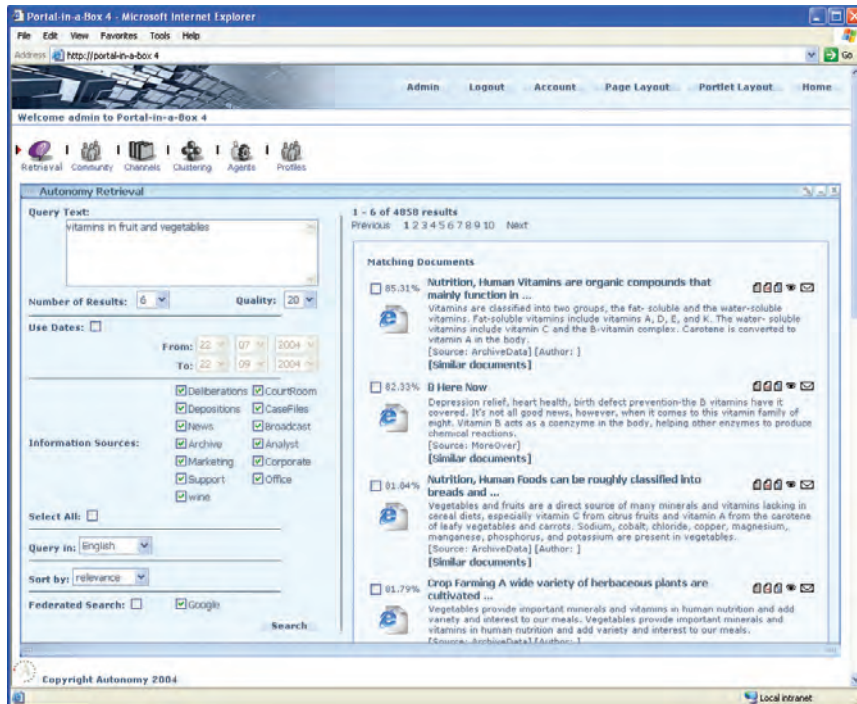 Portal-in-a-Box 4 - Microsoft Internet Explorer
File Edit View Favorites Tools Help
Address http://portal-in-a-box 4 Go
Admin Logout Account Page Layout Portlet Layout Home
Welcome admin to Portal-in-a-Box 4
Retrieval Community Channels Clustering Agents Profiles
Autonomy Retrieval
Query Text:
vitamins in fruit and vegetables
Number of Results: 6 Quality: 20
Use Dates:
From: 22 07 2004
To: 22 09 2004
Information Sources:
Deliberations CourtRoom
Depositions CaseFiles
News Broadcast
Archive Analyst
Marketing Corporate
Support Office
wine
Select All:
Query in: English
Sort by: relevance
Federated Search: Google
Search
1 - 6 of 4058 results
Previous 1 2 3 4 5 6 7 8 9 10 Next
Matching Documents
85.31% Nutrition, Human Vitamins are organic compounds that
mainly function in ...
Vitamins are classified into two groups, the fat- soluble and the water-soluble
vitamins. Fat-soluble vitamins include vitamins A, D, E, and K. The water- soluble
vitamins include vitamin C and the B-vitamin complex. Carotene is converted to
vitamin A in the body.
[Source: ArchiveData] [Author: ]
[Similar documents]
82.33% B Here Now
Depression relief, heart health, birth defect prevention-the B vitamins have it
covered. It's not all good news, however, when it comes to this vitamin family of
eight. Vitamin B acts as a coenzyme in the body, helping other enzymes to produce
chemical reactions.
[Source: MoreOver]
[Similar documents]
81.84% Nutrition, Human Foods can be roughly classified into
breads and ...
Vegetables and fruits are a direct source of many minerals and vitamins lacking in
cereal diets, especially vitamin C from citrus fruits and vitamin A from the carotene
of leafy vegetables and carrots. Sodium, cobalt, chloride, copper, magnesium,
manganese, phosphorus, and potassium are present in vegetables.
[Source: ArchiveData] [Author: ]
[Similar documents]
81.79% Crop Farming A wide variety of herbaceous plants are
cultivated ...
Vegetables provide important minerals and vitamins in human nutrition and add
variety and interest to our meals. Vegetables provide important minerals and
vitamins in human nutrition and add variety and interest to our meals.
[Source: ArchiveData] [Author: ]
Copyright Autonomy 2004
Local intranet